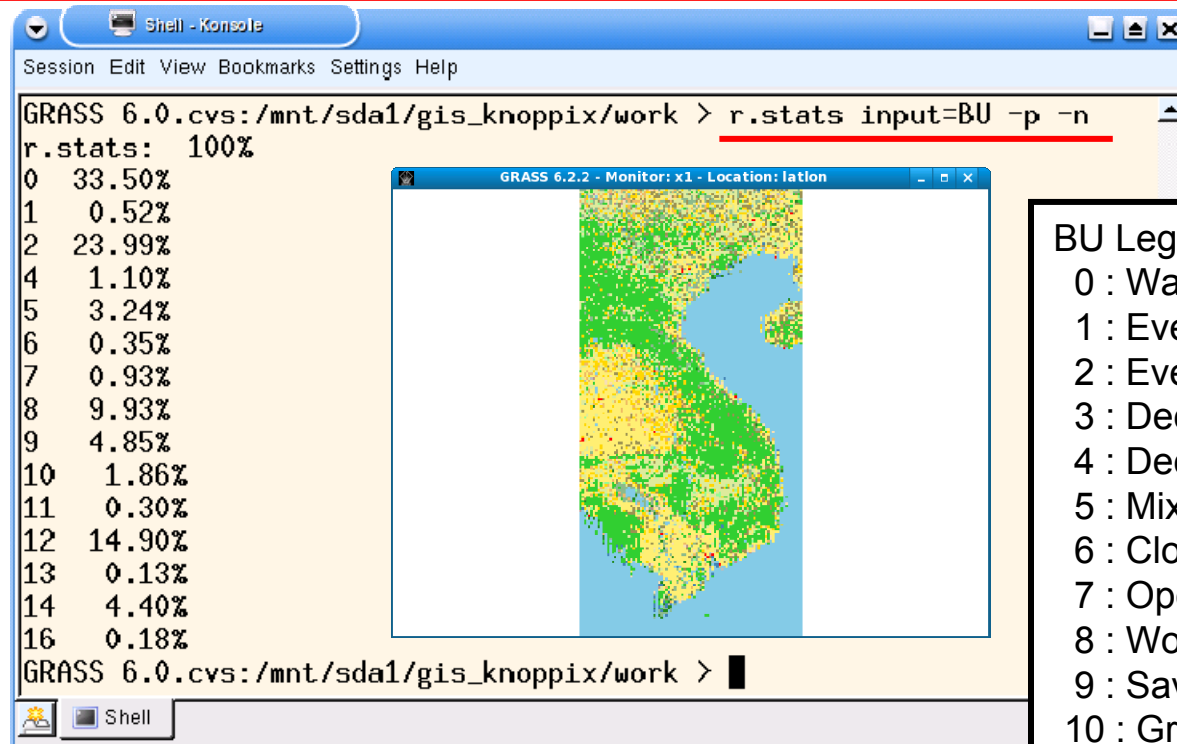 Shell - Konsole
Session Edit View Bookmarks Settings Help
GRASS 6.0.cvs:/mnt/sda1/gis_knoppix/work > r.stats input=BU -p -n
r.stats: 100%
0 33.50%
1 0.52%
2 23.99%
4 1.10%
5 3.24%
6 0.35%
7 0.93%
8 9.93%
9 4.85%
10 1.86%
11 0.30%
12 14.90%
13 0.13%
14 4.40%
16 0.18%
GRASS 6.0.cvs:/mnt/sda1/gis_knoppix/work >
Shell
GRASS 6.2.2 - Monitor: x1 - Location: latlon
BU Leg
0 : Wa
1 : Eve
2 : Eve
3 : Dec
4 : Dec
5 : Mix
6 : Clo
7 : Ope
8 : Wo
9 : Sav
10 : Gr